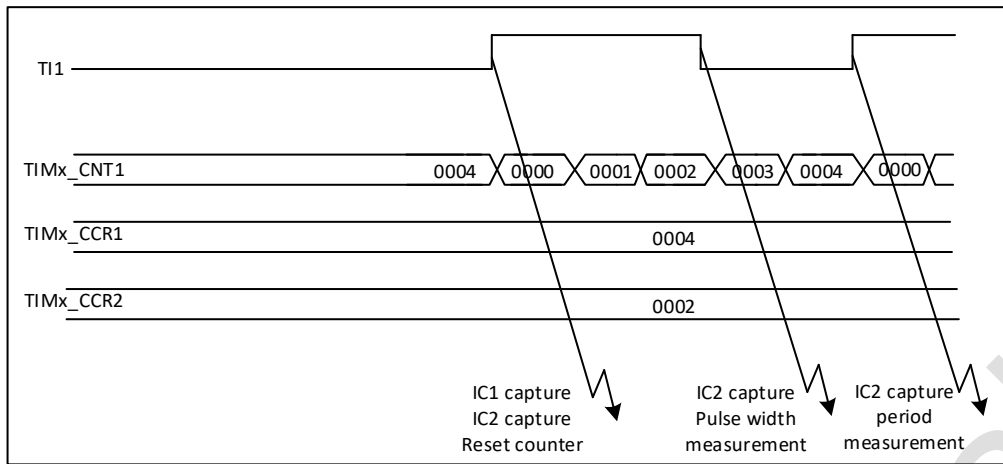 TI1
TIMx_CNT1
0004 0000 0001 0002 0003 0004 0000
TIMx_CCR1
0004
TIMx_CCR2
0002
IC1 capture
IC2 capture
Reset counter
IC2 capture
Pulse width
measurement
IC2 capture
period
measurement